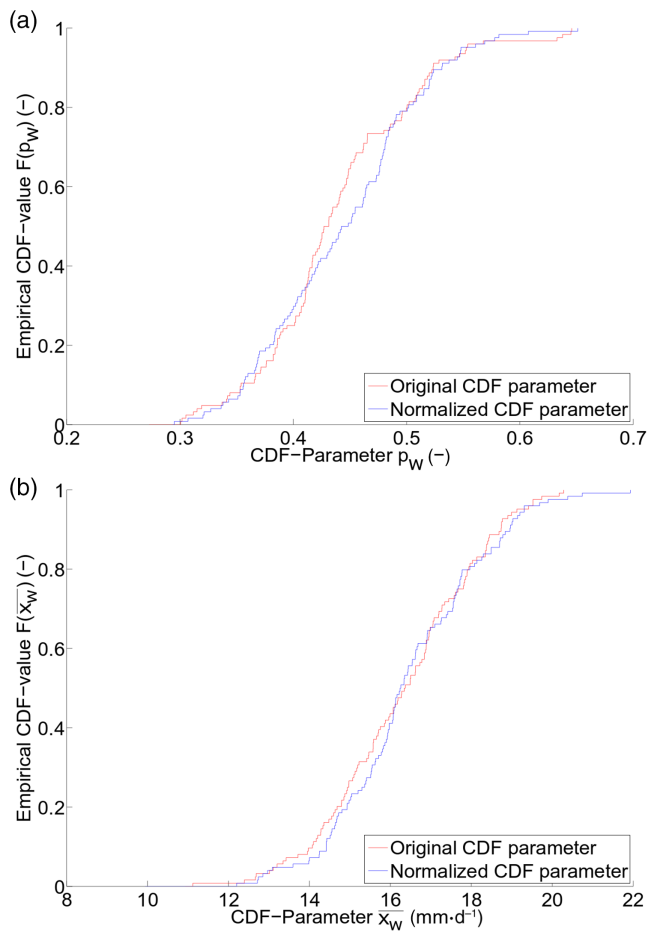 (a)
Empirical CDF−value F(pW) (−)
1
0.8
0.6
0.4
0.2
0
0.2 0.3 0.4 0.5 0.6 0.7
CDF−Parameter pW (−)
Original CDF parameter
Normalized CDF parameter
(b)
Empirical CDF−value F(x̅W̅) (−)
1
0.8
0.6
0.4
0.2
0
8 10 12 14 16 18 20 22
CDF−Parameter x̅W̅ (mm·d⁻¹)
Original CDF parameter
Normalized CDF parameter